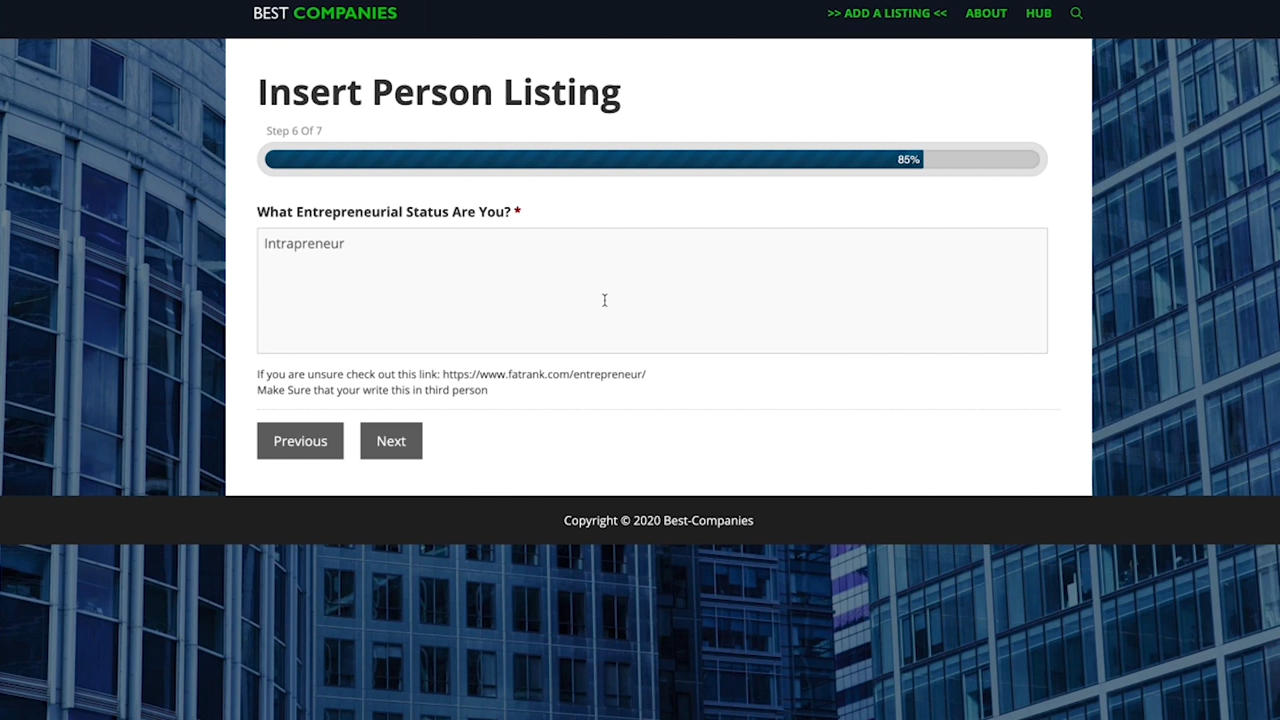 BEST COMPANIES
>> ADD A LISTING << ABOUT HUB
Insert Person Listing
Step 6 Of 7
85%
What Entrepreneurial Status Are You? *
Intrapreneur
If you are unsure check out this link: https://www.fatrank.com/entrepreneur/
Make Sure that your write this in third person
Previous Next
Copyright © 2020 Best-Companies